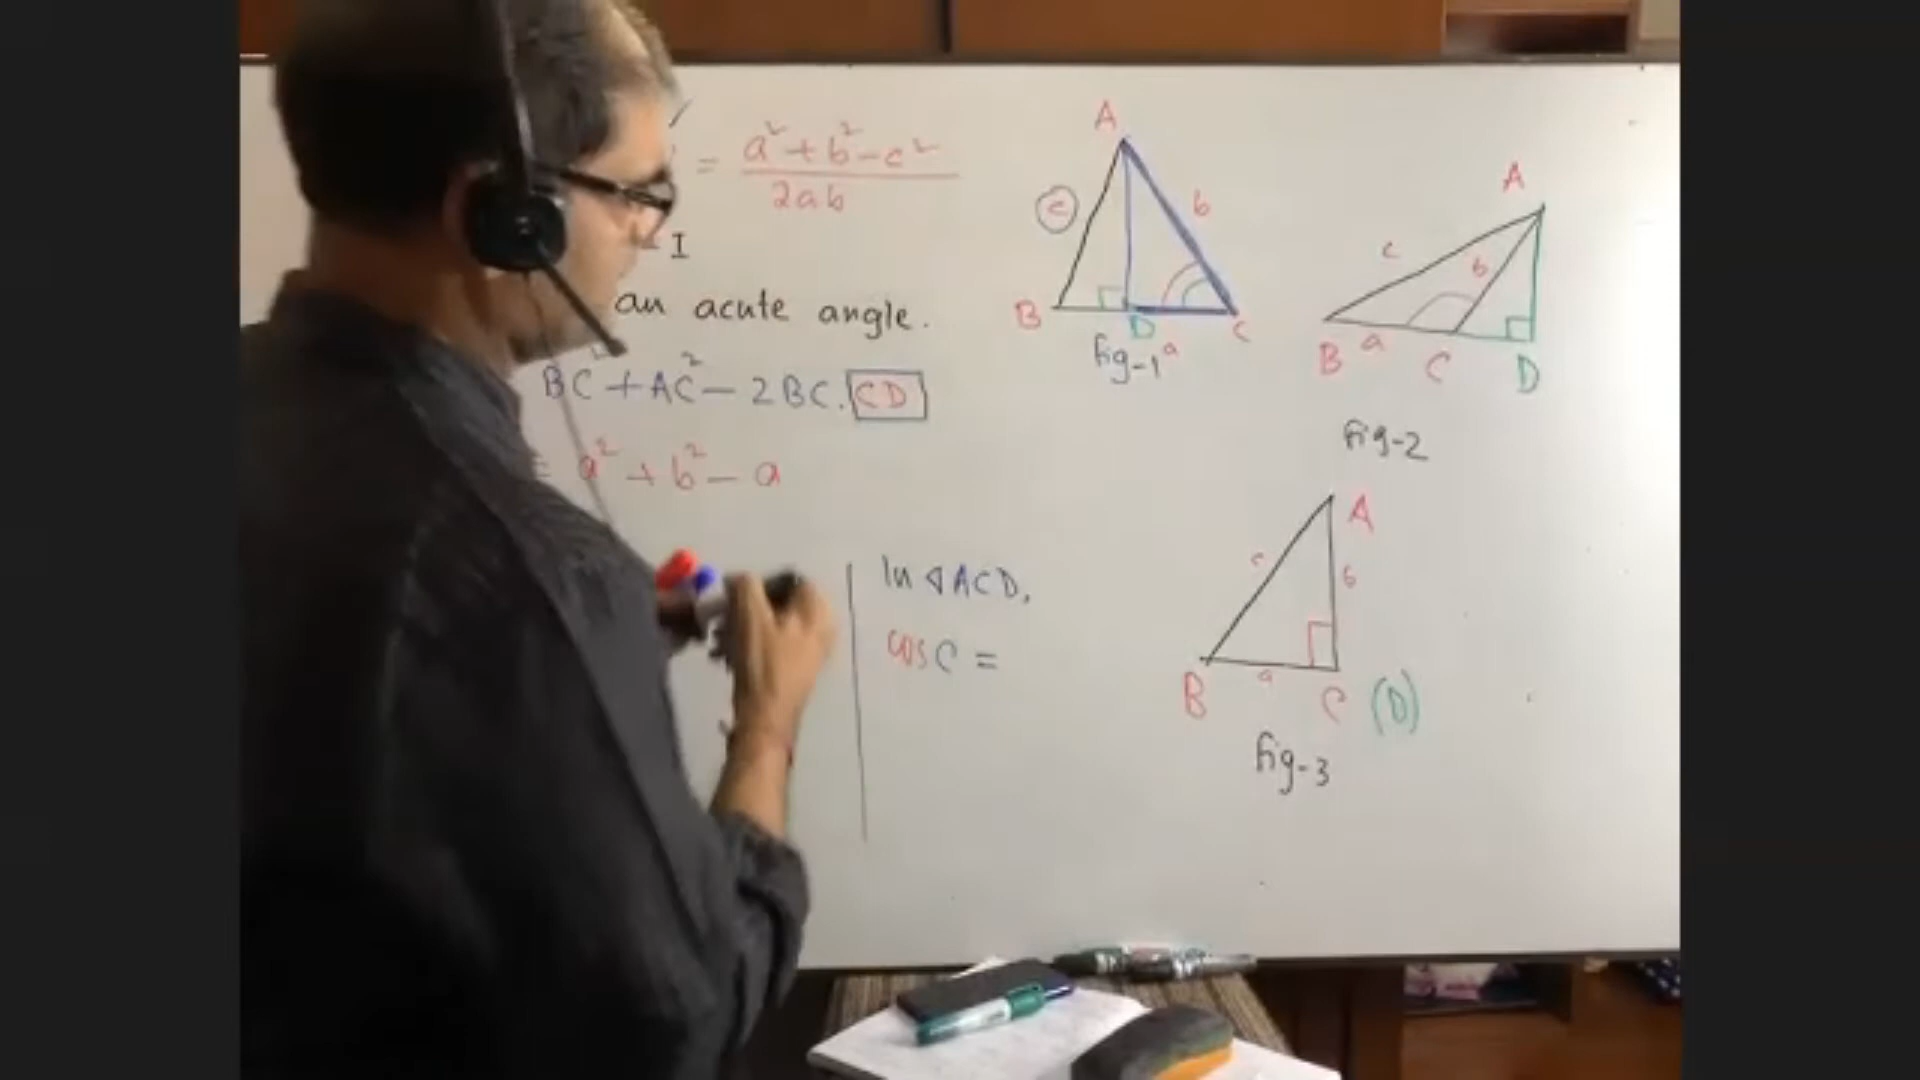 = a²+b²-c² / 2ab
- I
an acute angle.
BC²+AC²-2BC.CD
= a²+b²-a
In △ACD,
cosC =
A
c
b
B
D
C
a
fig-1
A
c
b
B
a
C
D
fig-2
A
c
b
B
a
C
(D)
fig-3